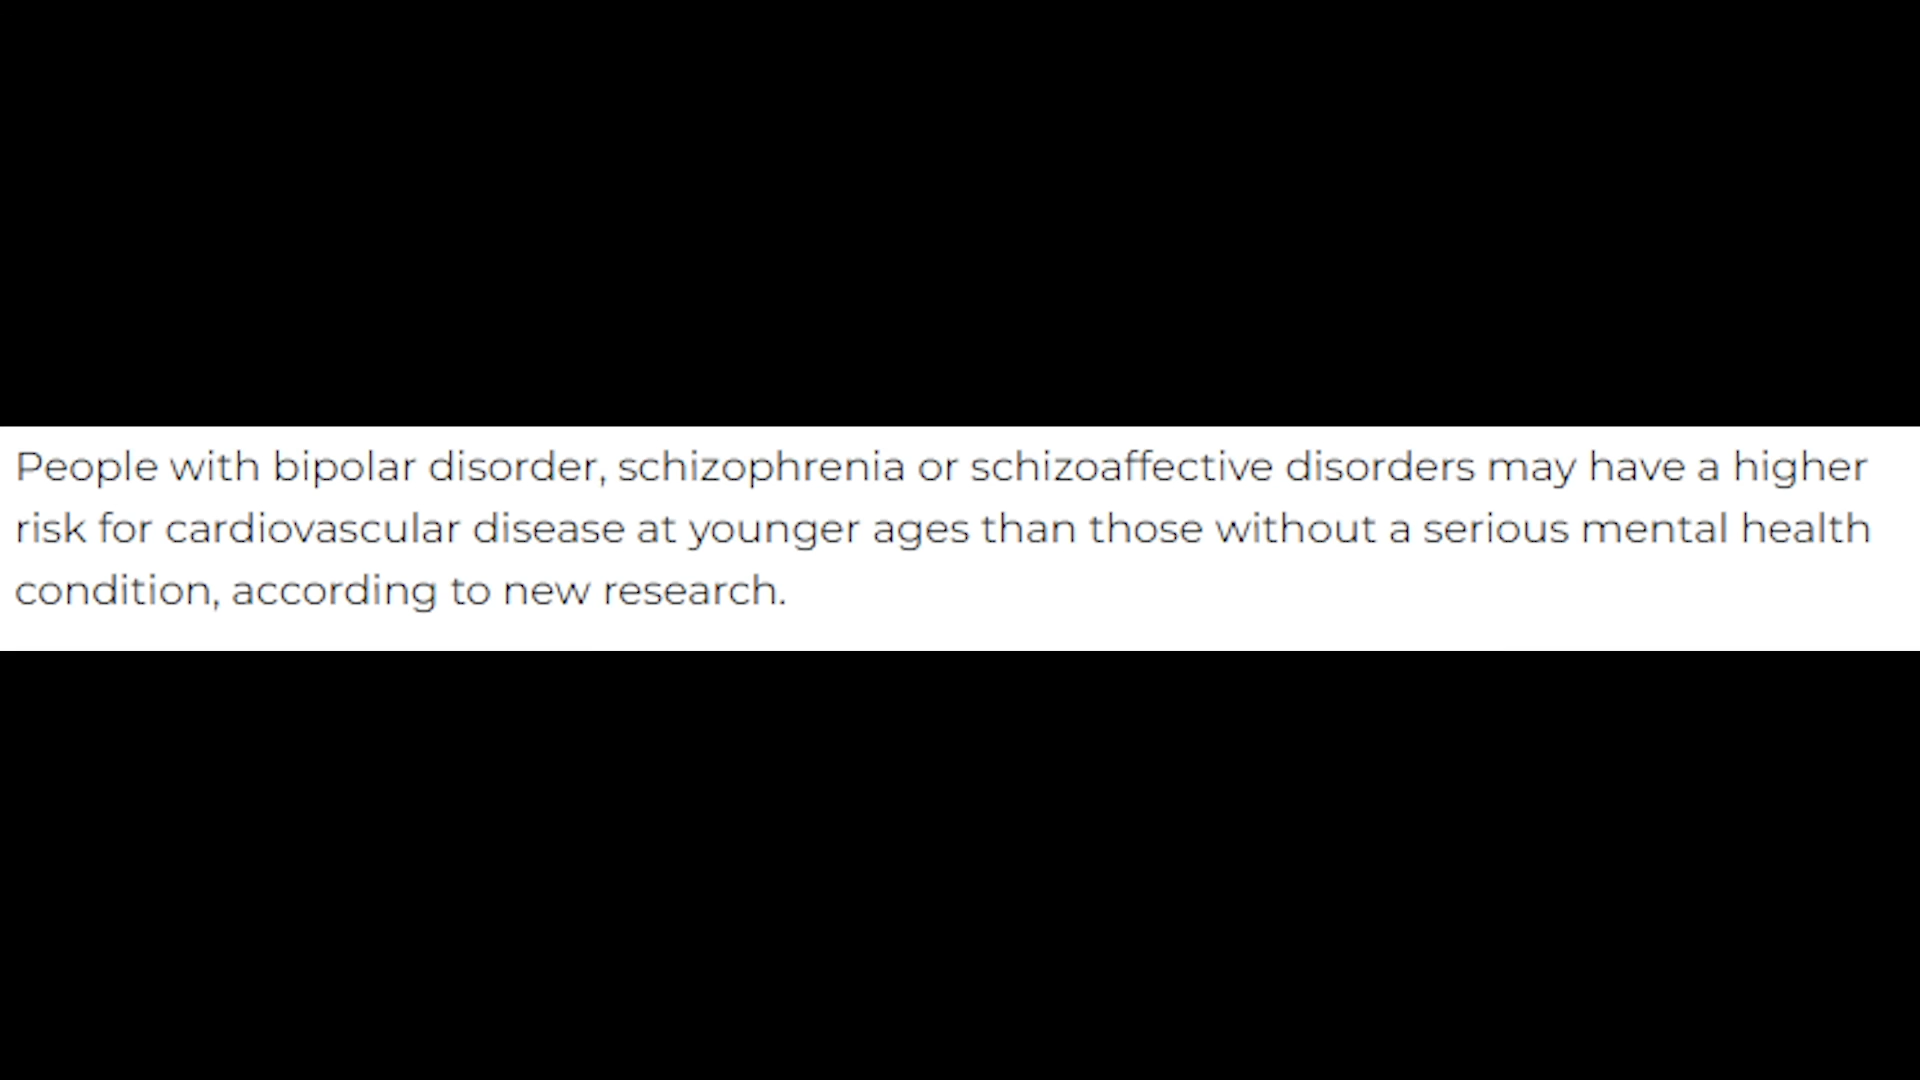 People with bipolar disorder, schizophrenia or schizoaffective disorders may have a higher
risk for cardiovascular disease at younger ages than those without a serious mental health
condition, according to new research.